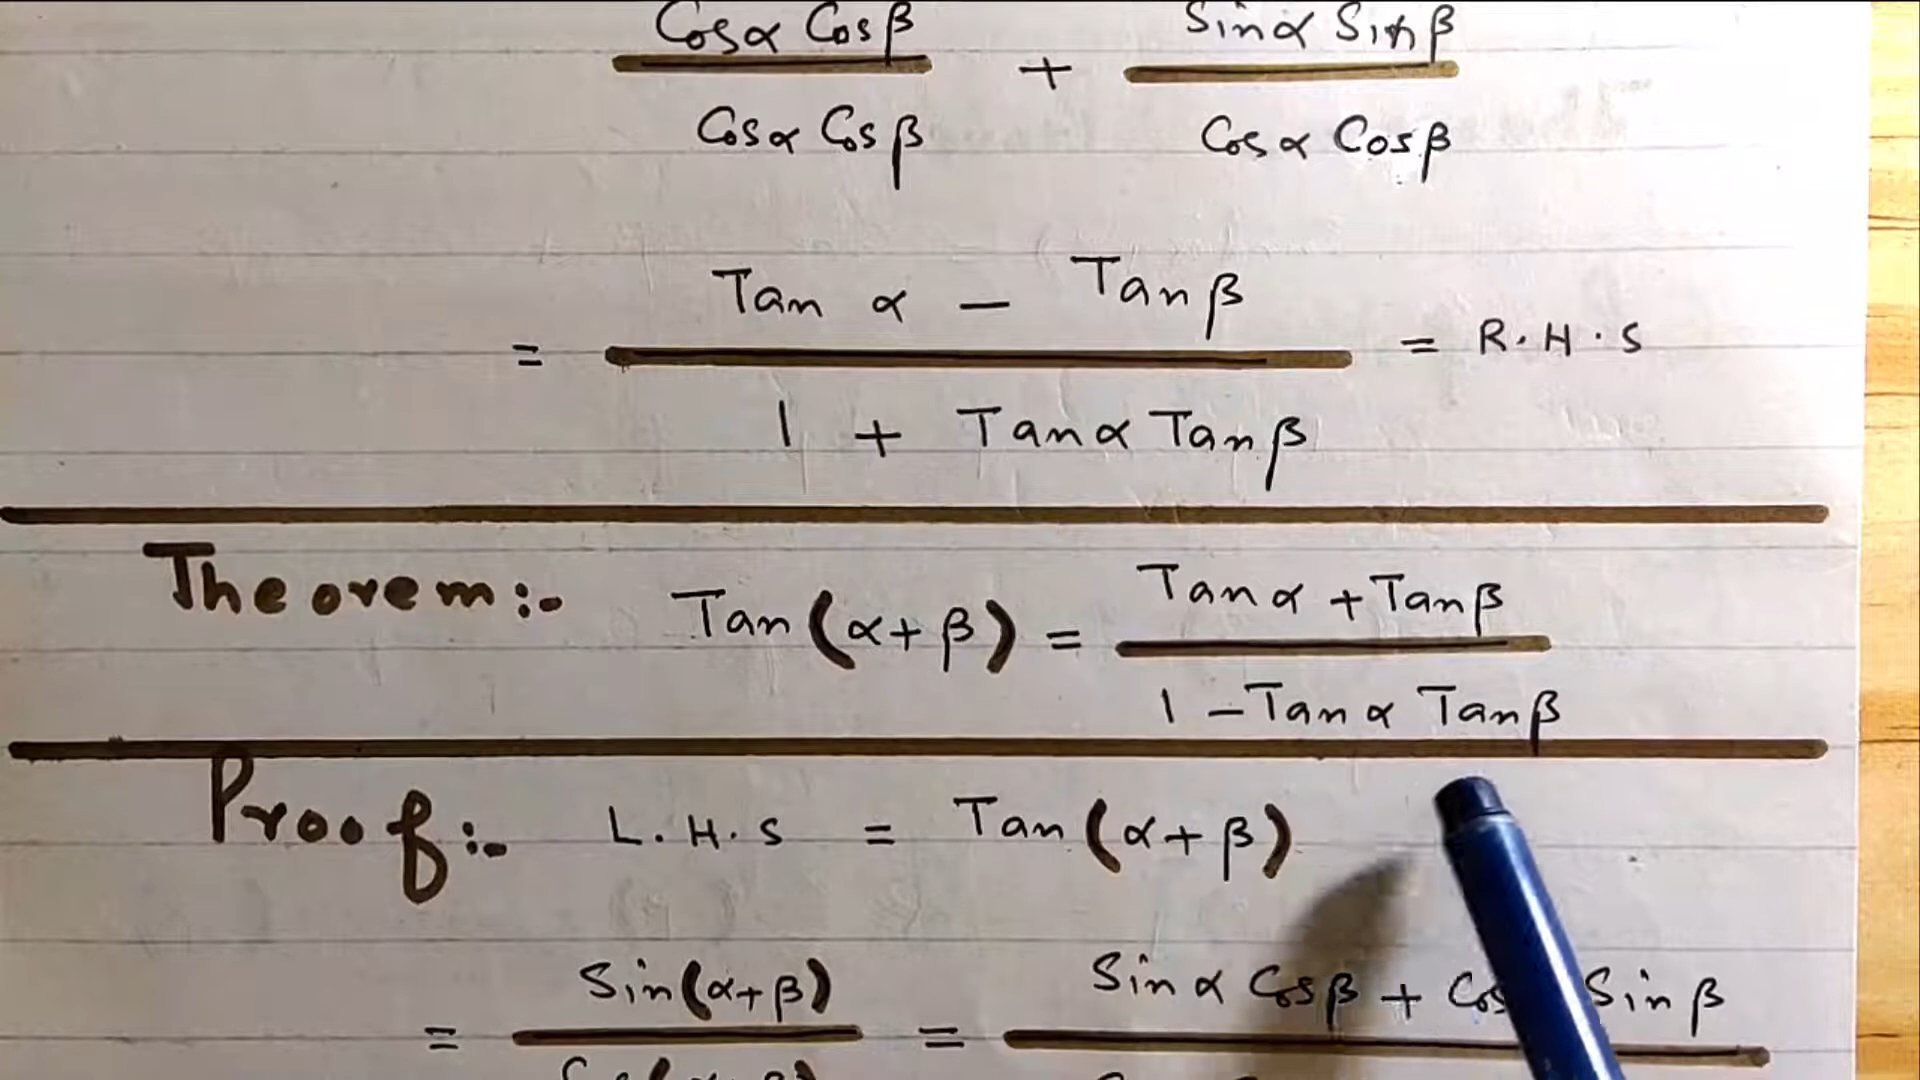 Cosα Cosβ + Sinα Sinβ
Cosα Cosβ Cosα Cosβ
Tan α − Tanβ
= = R.H.S
1 + Tanα Tanβ
Theorem:- Tan(α+β) = Tanα + Tanβ
1 − Tanα Tanβ
Proof:- L.H.S = Tan(α+β)
= Sin(α+β) = Sinα Cosβ + Sinβ